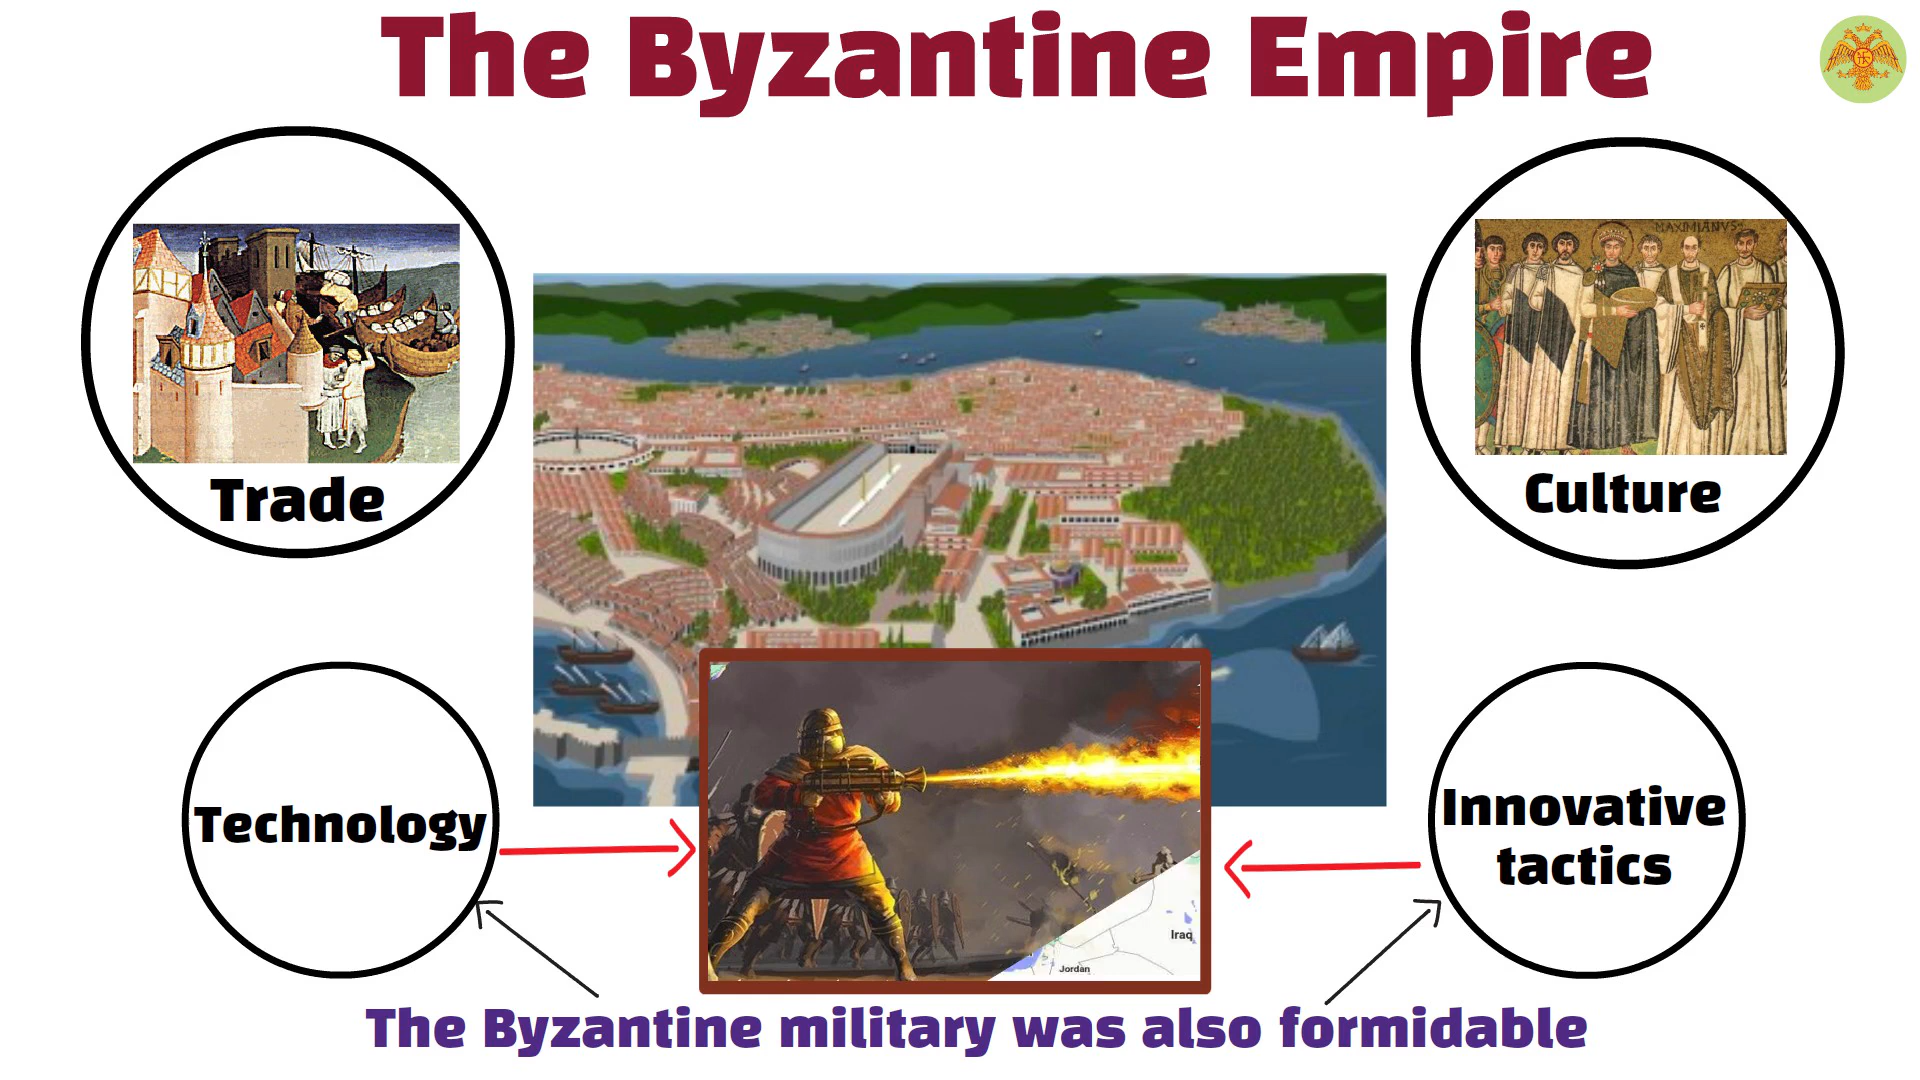 The Byzantine Empire
MAXIMIANVS
Trade
Culture
Technology
Innovative
tactics
Iraq
Jordan
The Byzantine military was also formidable